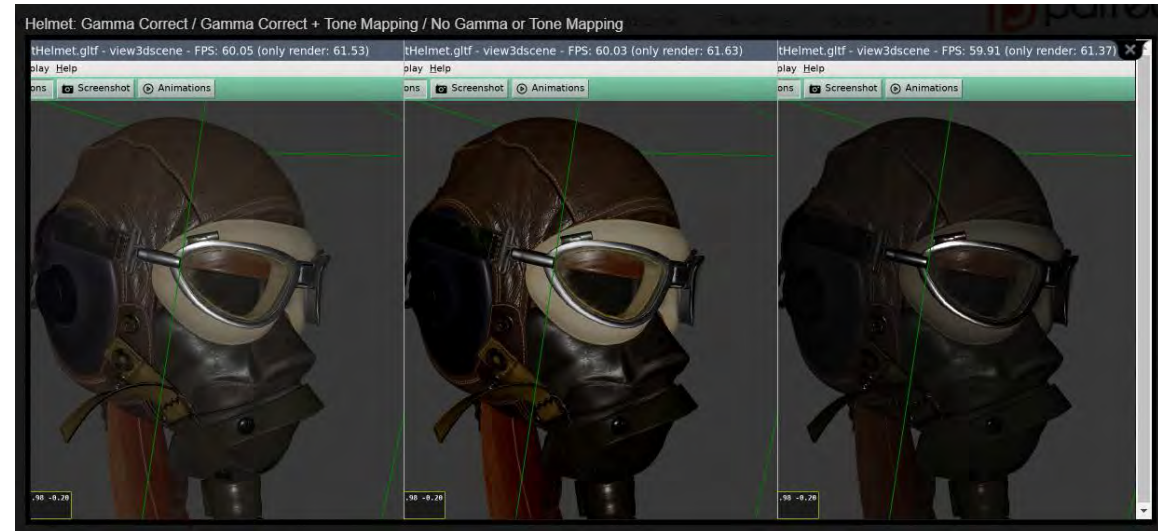 Helmet: Gamma Correct / Gamma Correct + Tone Mapping / No Gamma or Tone Mapping
tHelmet.gltf - view3dscene - FPS: 60.05 (only render: 61.53)
play Help
ons Screenshot Animations
.98 -0.20
tHelmet.gltf - view3dscene - FPS: 60.03 (only render: 61.63)
play Help
ons Screenshot Animations
.98 -0.20
tHelmet.gltf - view3dscene - FPS: 59.91 (only render: 61.37)
play Help
ons Screenshot Animations
.98 -0.20